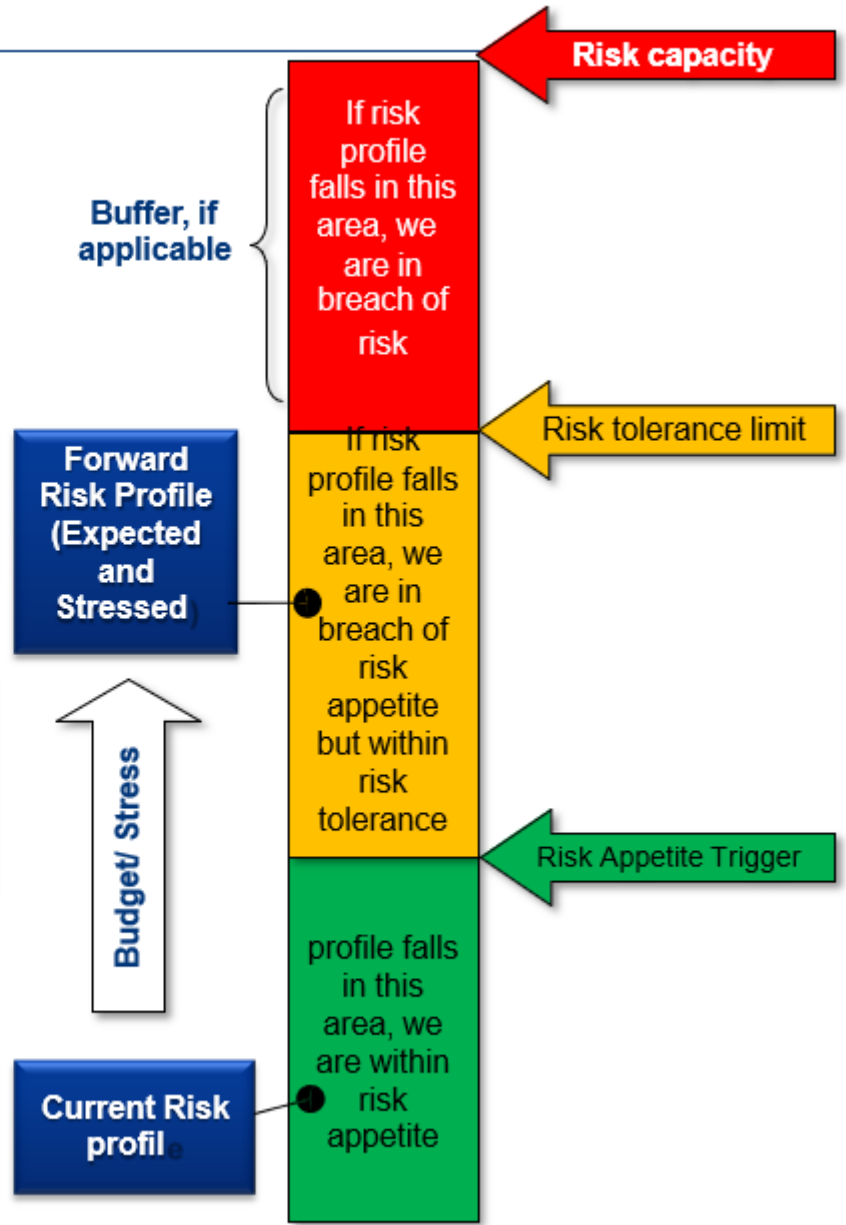 Risk capacity
If risk
profile
falls in this
area, we
are in
breach of
risk
Buffer, if
applicable
Risk tolerance limit
If risk
profile falls
in this
area, we
are in
breach of
risk
appetite
but within
risk
tolerance
Forward
Risk Profile
(Expected
and
Stressed)
Budget/ Stress
Risk Appetite Trigger
profile falls
in this
area, we
are within
risk
appetite
Current Risk
profile